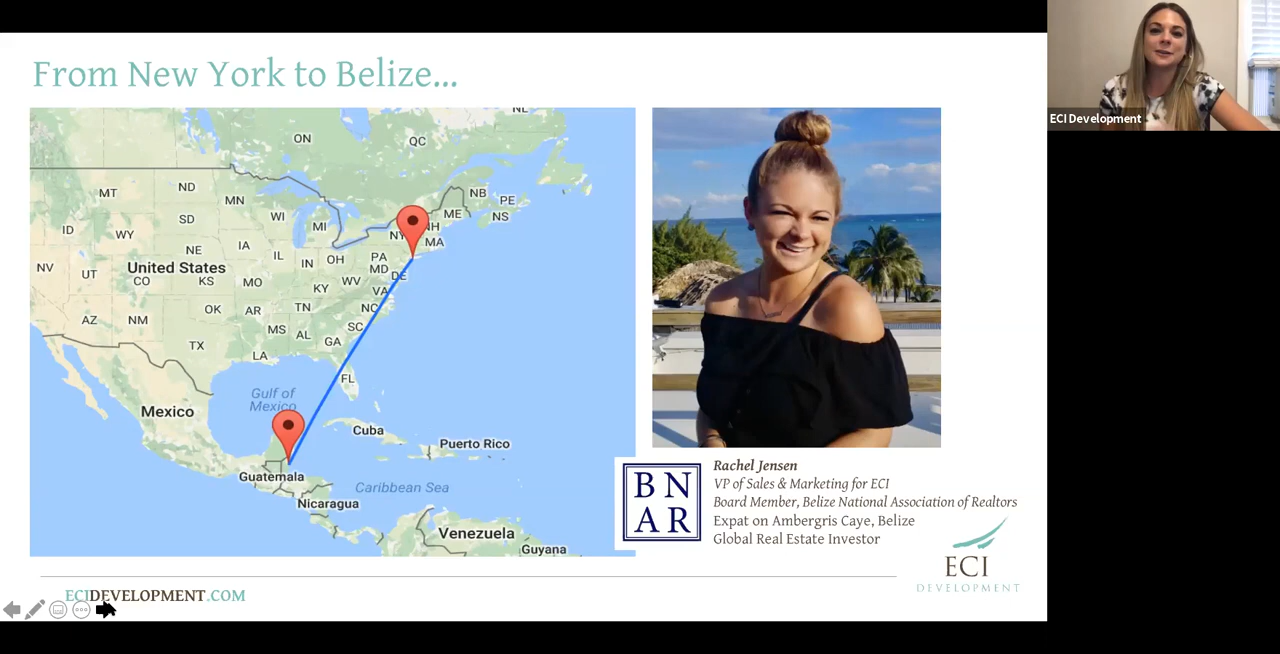 From New York to Belize...
NL
ON
QC
MT
ND
MN
NB
PE
NS
ME
WI
MI
NY
NH
MA
ID
SD
WY
NE
IA
IL
IN
OH
PA
MD
DE
NV
UT
United States
CO
KS
MO
KY
WV
VA
AZ
NM
OK
AR
TN
NC
SC
MS
AL
GA
TX
LA
FL
Gulf of
Mexico
Mexico
Cuba
Puerto Rico
Guatemala
Caribbean Sea
Nicaragua
Venezuela
Guyana
BN
AR
Rachel Jensen
VP of Sales & Marketing for ECI
Board Member, Belize National Association of Realtors
Expat on Ambergris Caye, Belize
Global Real Estate Investor
ECI
DEVELOPMENT
ECIDEVELOPMENT.COM
ECI Development